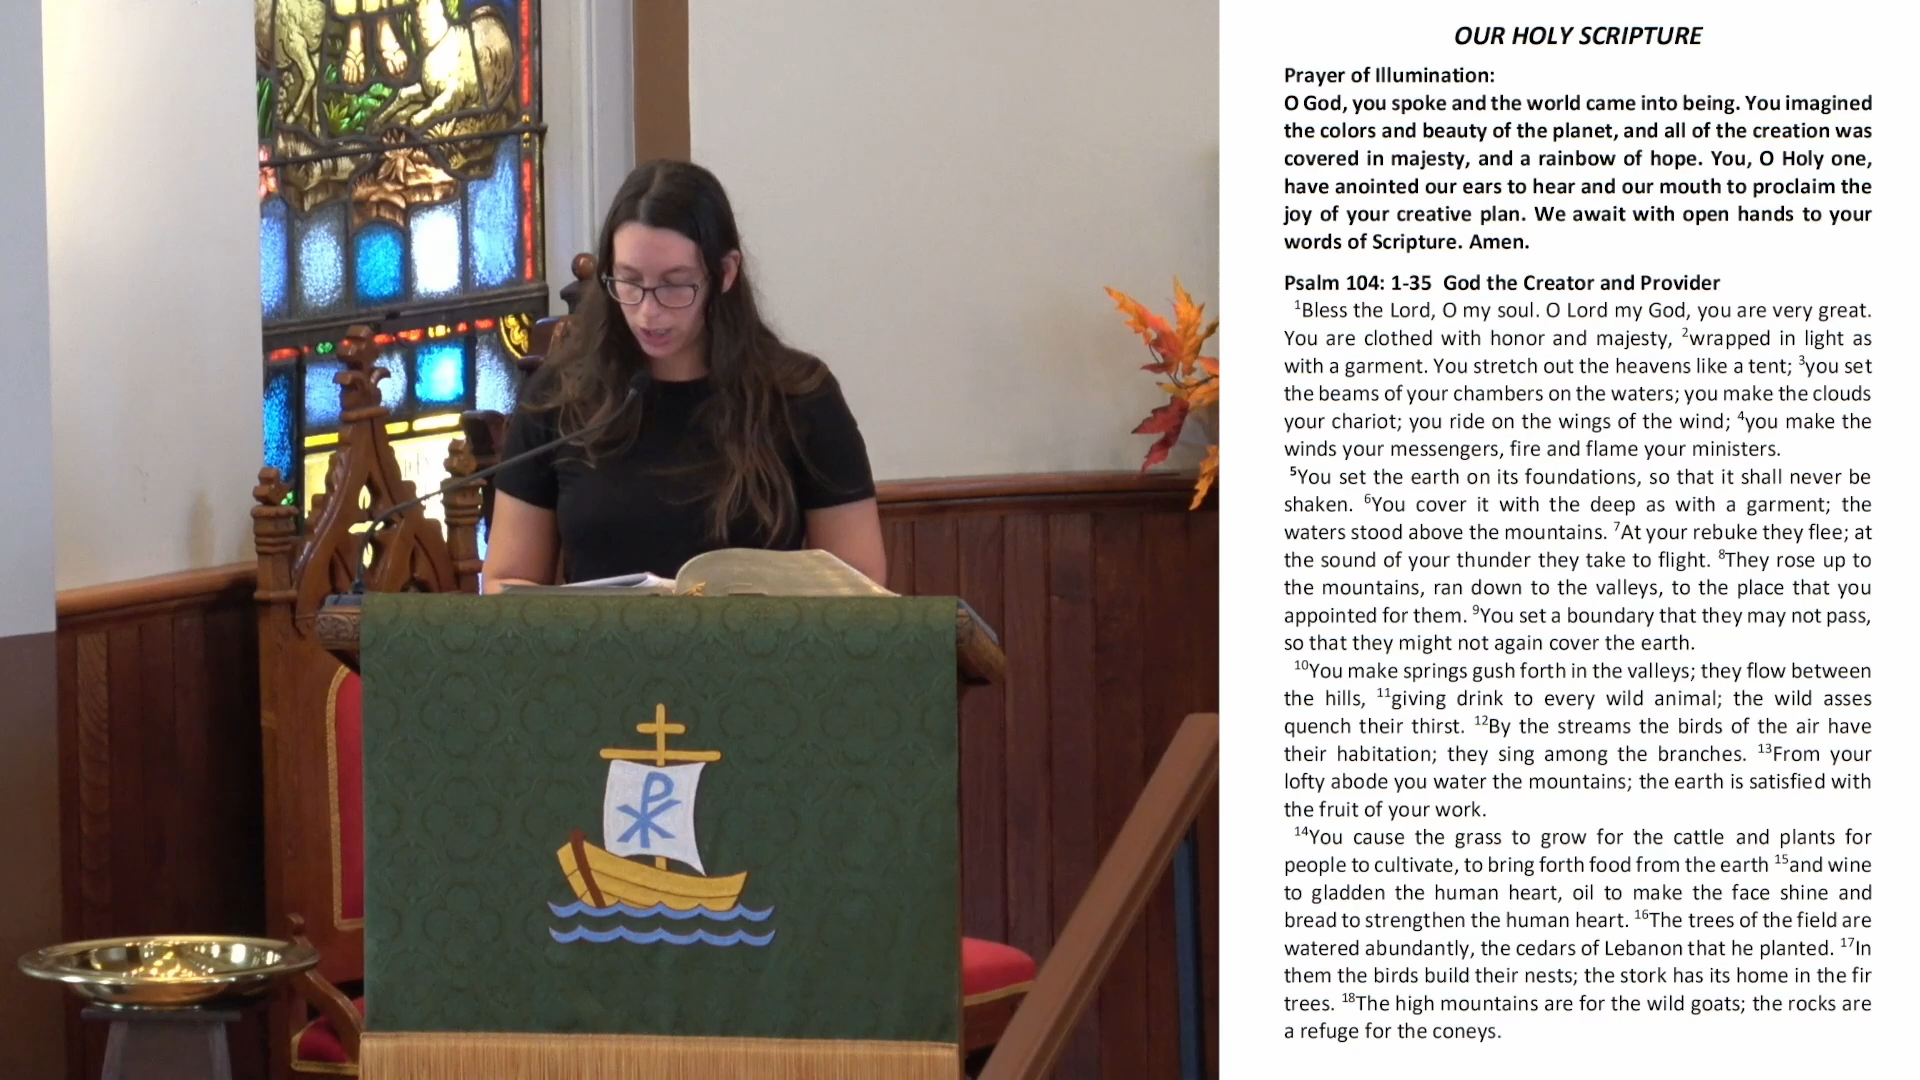 OUR HOLY SCRIPTURE
Prayer of Illumination:
O God, you spoke and the world came into being. You imagined
the colors and beauty of the planet, and all of the creation was
covered in majesty, and a rainbow of hope. You, O Holy one,
have anointed our ears to hear and our mouth to proclaim the
joy of your creative plan. We await with open hands to your
words of Scripture. Amen.
Psalm 104: 1-35 God the Creator and Provider
¹Bless the Lord, O my soul. O Lord my God, you are very great.
You are clothed with honor and majesty, ²wrapped in light as
with a garment. You stretch out the heavens like a tent; ³you set
the beams of your chambers on the waters; you make the clouds
your chariot; you ride on the wings of the wind; ⁴you make the
winds your messengers, fire and flame your ministers.
⁵You set the earth on its foundations, so that it shall never be
shaken. ⁶You cover it with the deep as with a garment; the
waters stood above the mountains. ⁷At your rebuke they flee; at
the sound of your thunder they take to flight. ⁸They rose up to
the mountains, ran down to the valleys, to the place that you
appointed for them. ⁹You set a boundary that they may not pass,
so that they might not again cover the earth.
¹⁰You make springs gush forth in the valleys; they flow between
the hills, ¹¹giving drink to every wild animal; the wild asses
quench their thirst. ¹²By the streams the birds of the air have
their habitation; they sing among the branches. ¹³From your
lofty abode you water the mountains; the earth is satisfied with
the fruit of your work.
¹⁴You cause the grass to grow for the cattle and plants for
people to cultivate, to bring forth food from the earth ¹⁵and wine
to gladden the human heart, oil to make the face shine and
bread to strengthen the human heart. ¹⁶The trees of the field are
watered abundantly, the cedars of Lebanon that he planted. ¹⁷In
them the birds build their nests; the stork has its home in the fir
trees. ¹⁸The high mountains are for the wild goats; the rocks are
a refuge for the coneys.